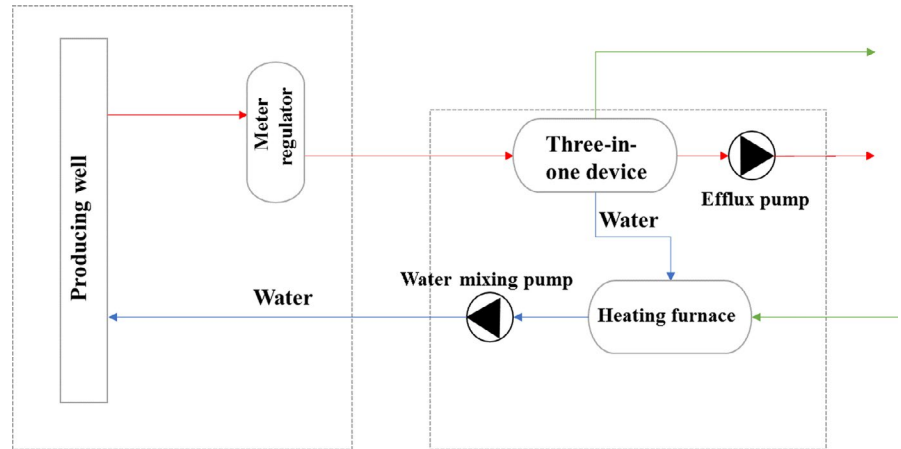 Producing well
Meter
regulator
Three-in-
one device
Efflux pump
Water
Water mixing pump
Water
Heating furnace